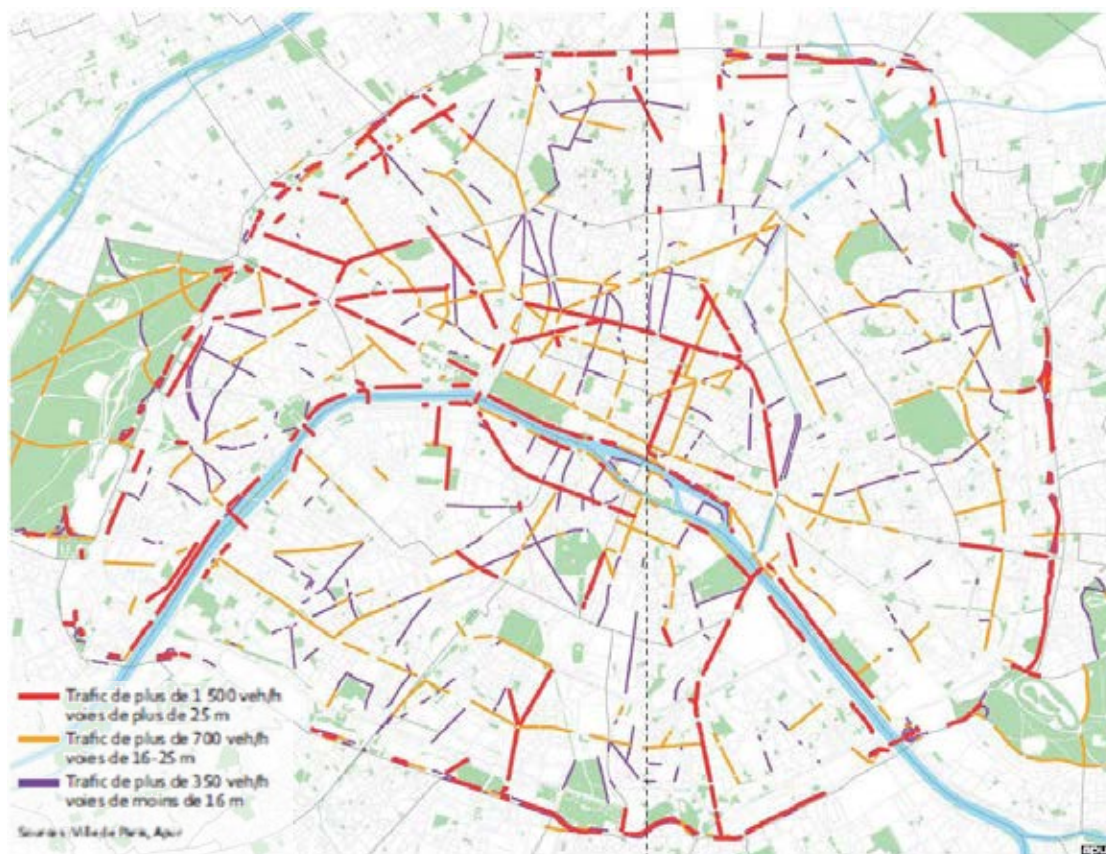 Trafic de plus de 1 500 veh/h
voies de plus de 25 m
Trafic de plus de 700 veh/h
voies de 16-25 m
Trafic de plus de 350 veh/h
voies de moins de 16 m
Sources : Ville de Paris, Apur
apur